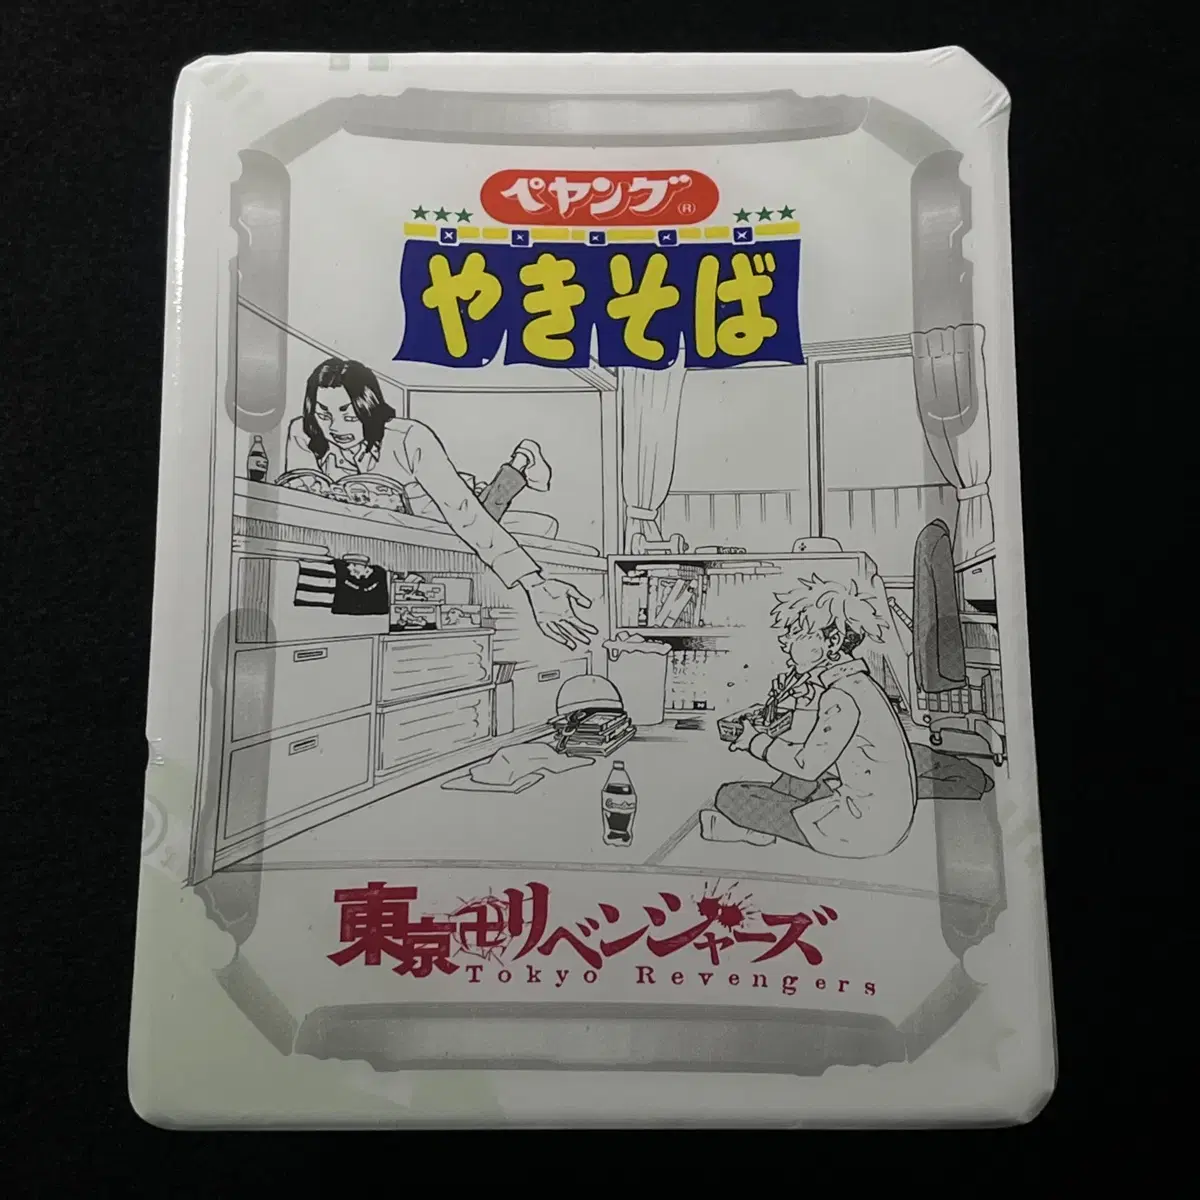 ペヤング®
やきそば
東京卍リベンジャーズ
Tokyo Revengers